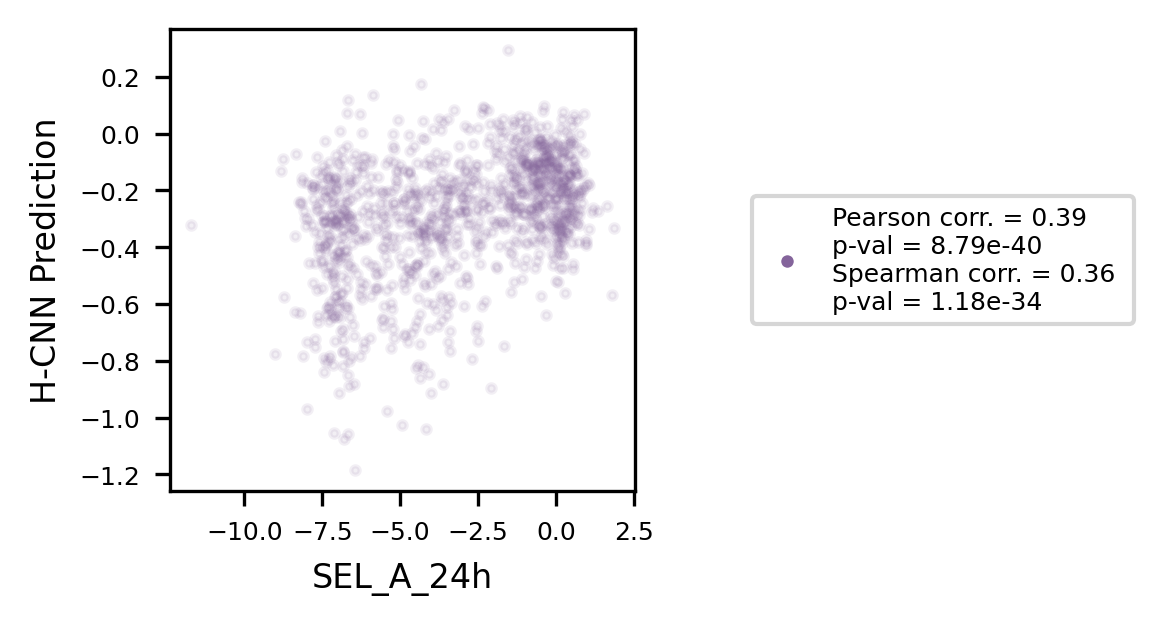 H-CNN Prediction
0.2
0.0
−0.2
−0.4
−0.6
−0.8
−1.0
−1.2
−10.0 −7.5 −5.0 −2.5 0.0 2.5
SEL_A_24h
Pearson corr. = 0.39
p-val = 8.79e-40
Spearman corr. = 0.36
p-val = 1.18e-34